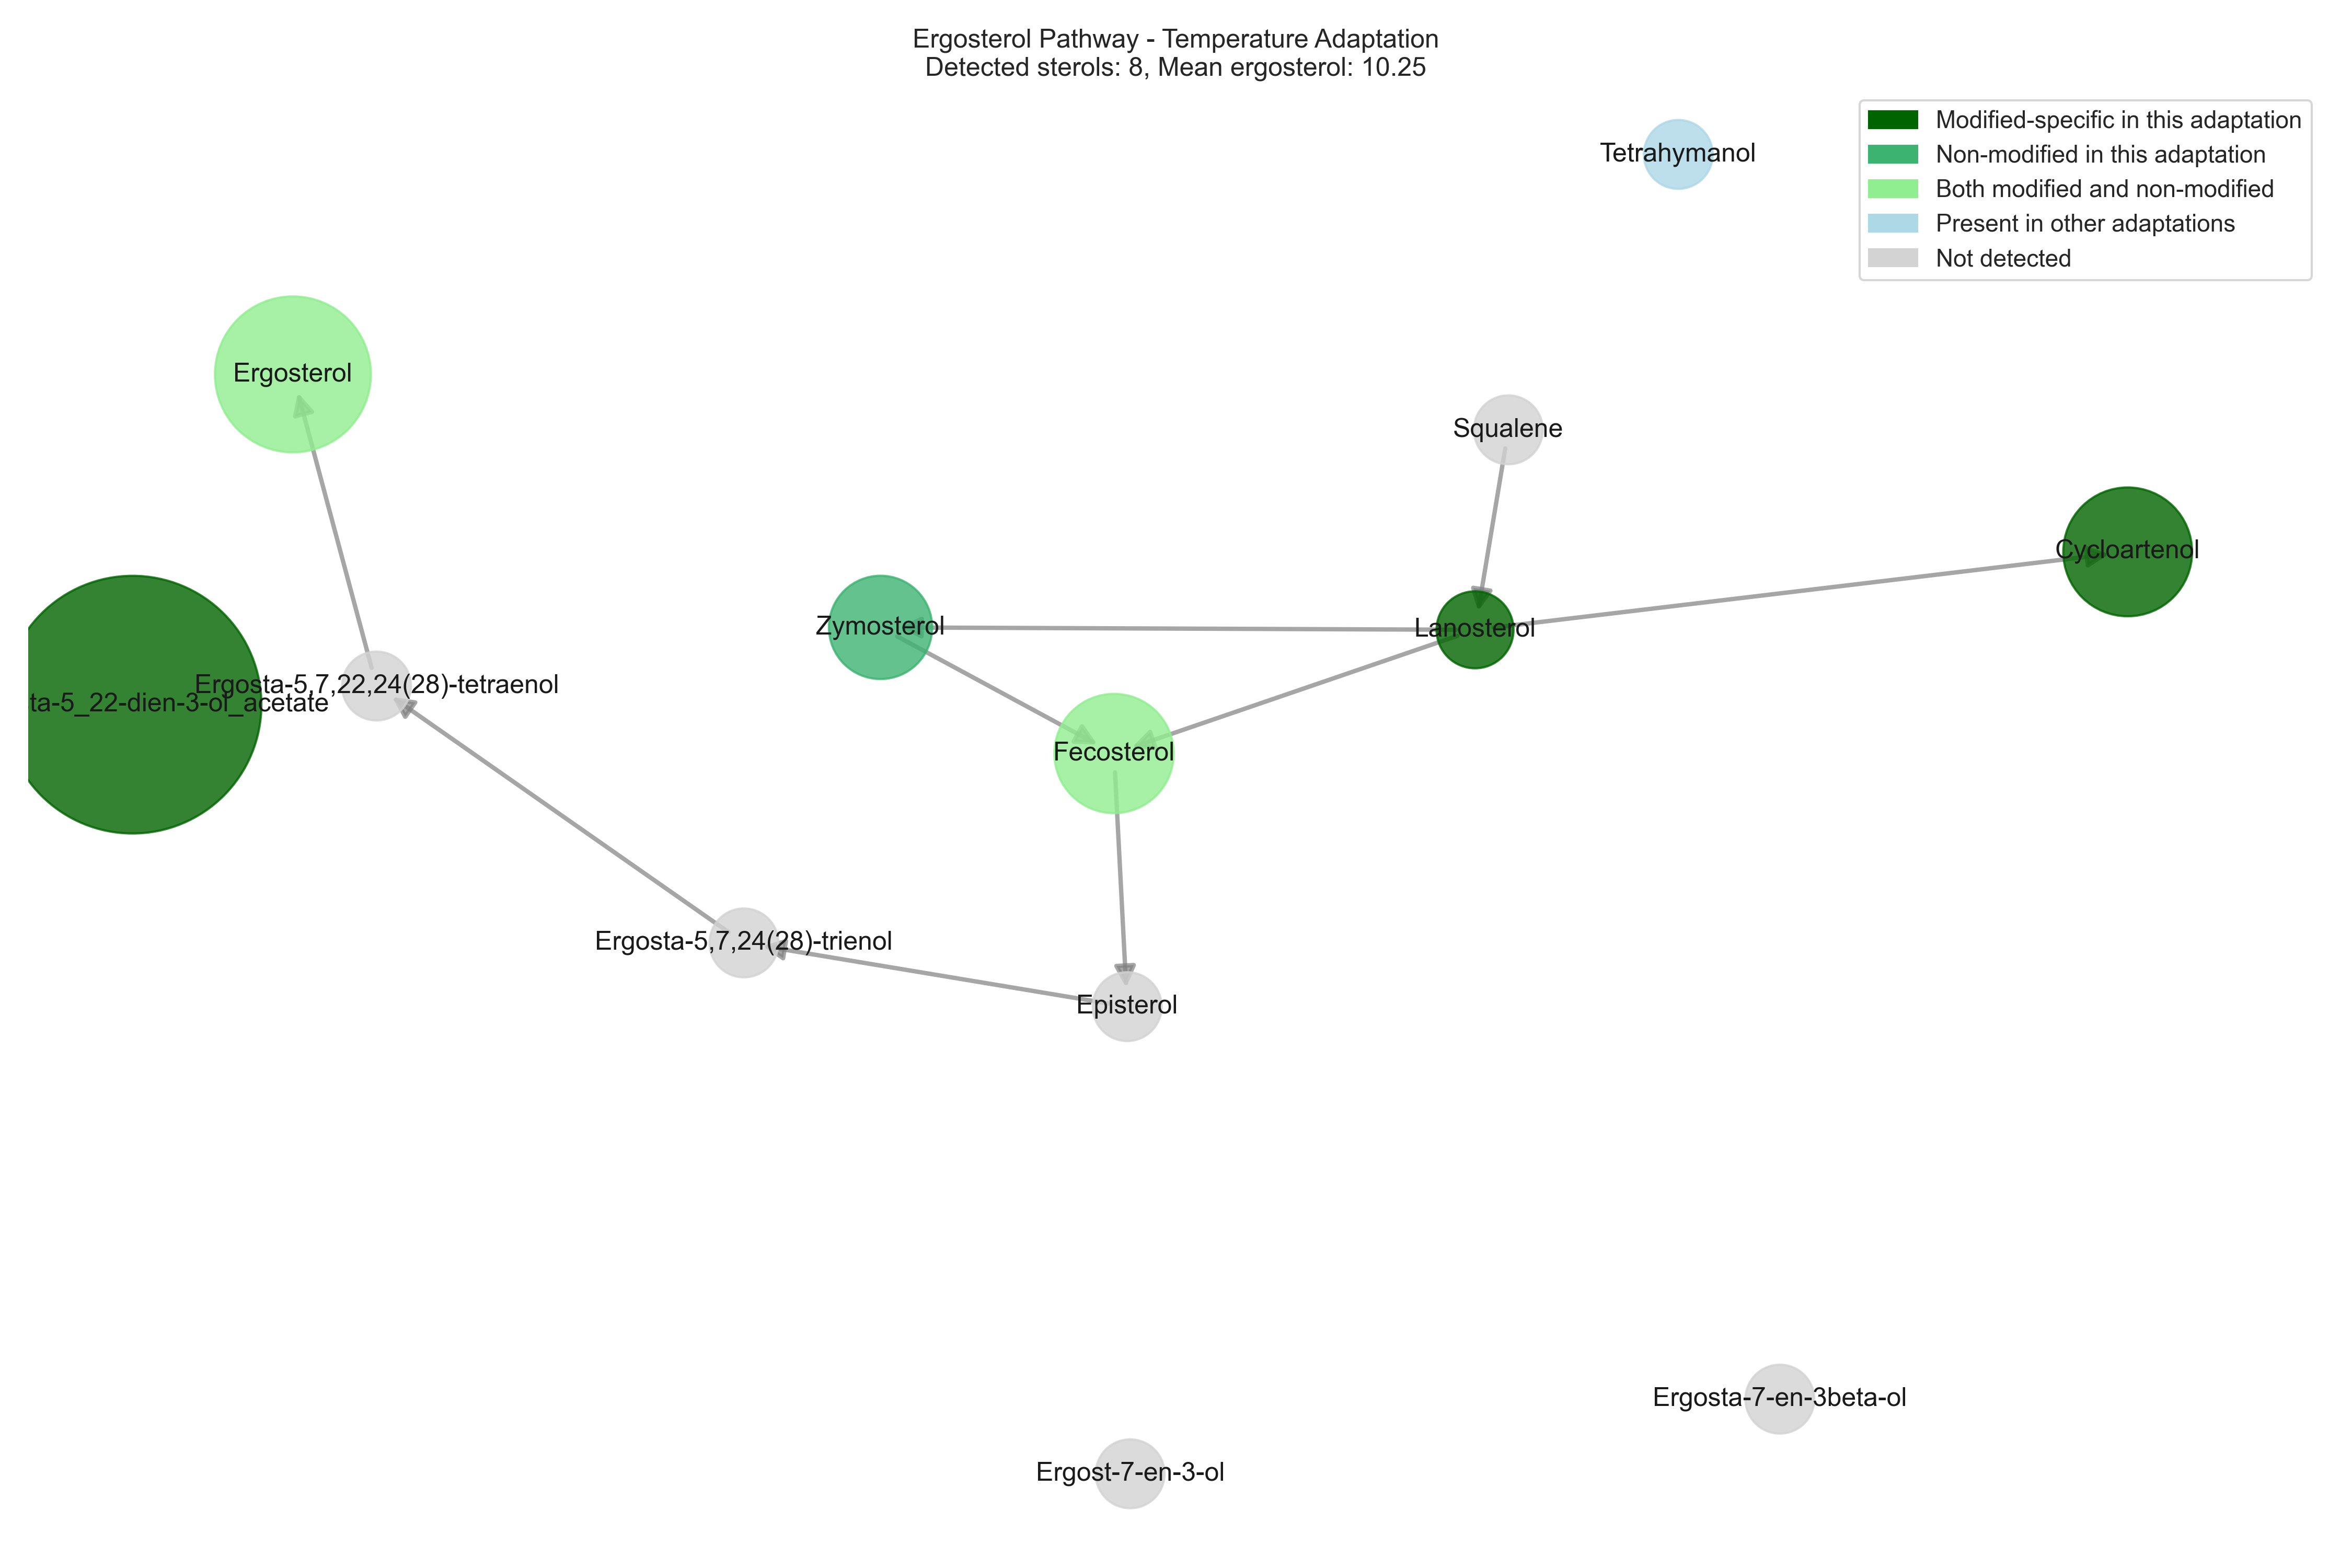 Ergosterol Pathway - Temperature Adaptation
Detected sterols: 8, Mean ergosterol: 10.25
Modified-specific in this adaptation
Non-modified in this adaptation
Both modified and non-modified
Present in other adaptations
Not detected
Tetrahymanol
Ergosterol
Squalene
Cycloartenol
Zymosterol
Lanosterol
Ergosta-5,7,22,24(28)-tetraenol
ta-5_22-dien-3-ol_acetate
Fecosterol
Ergosta-5,7,24(28)-trienol
Episterol
Ergosta-7-en-3beta-ol
Ergost-7-en-3-ol